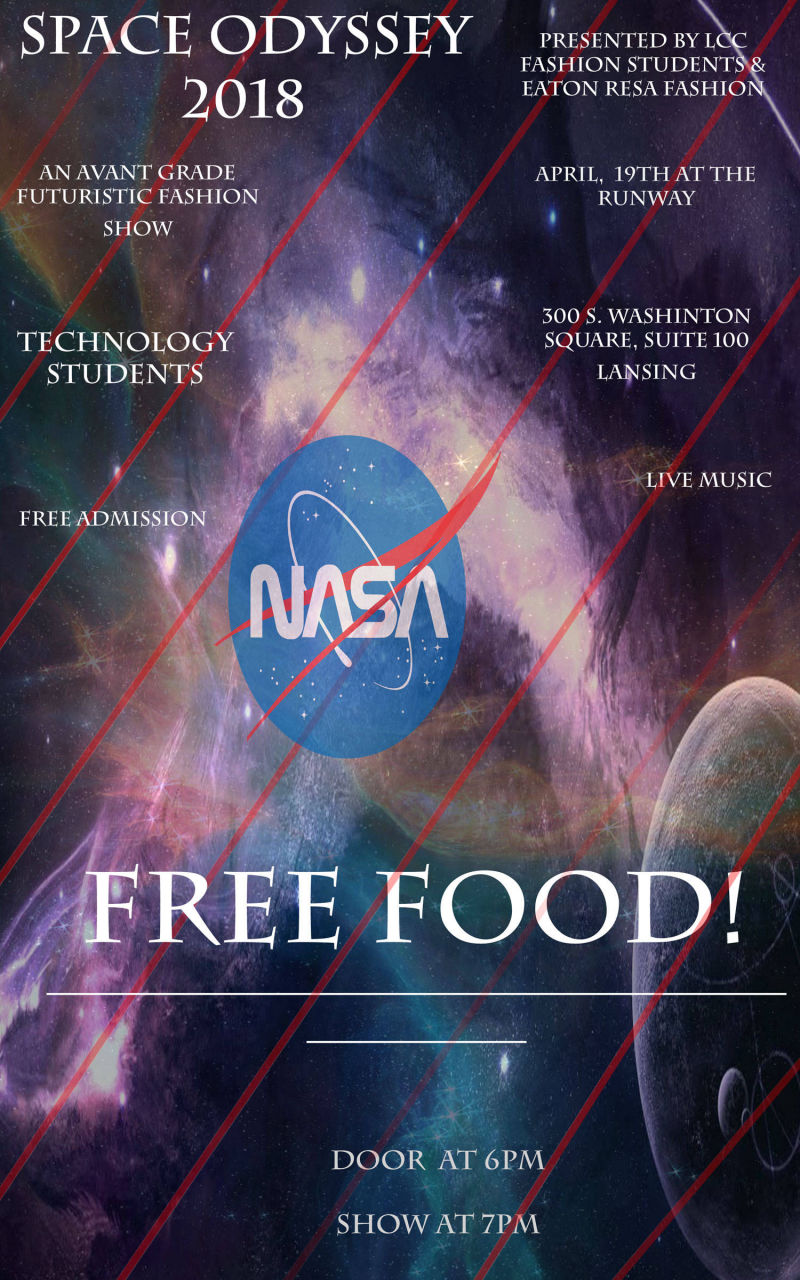 SPACE ODYSSEY
2018
PRESENTED BY LCC
FASHION STUDENTS &
EATON RESA FASHION
AN AVANT GRADE
FUTURISTIC FASHION
SHOW
APRIL, 19TH AT THE
RUNWAY
TECHNOLOGY
STUDENTS
300 S. WASHINTON
SQUARE, SUITE 100
LANSING
FREE ADMISSION
LIVE MUSIC
NASA
FREE FOOD!
DOOR AT 6PM
SHOW AT 7PM